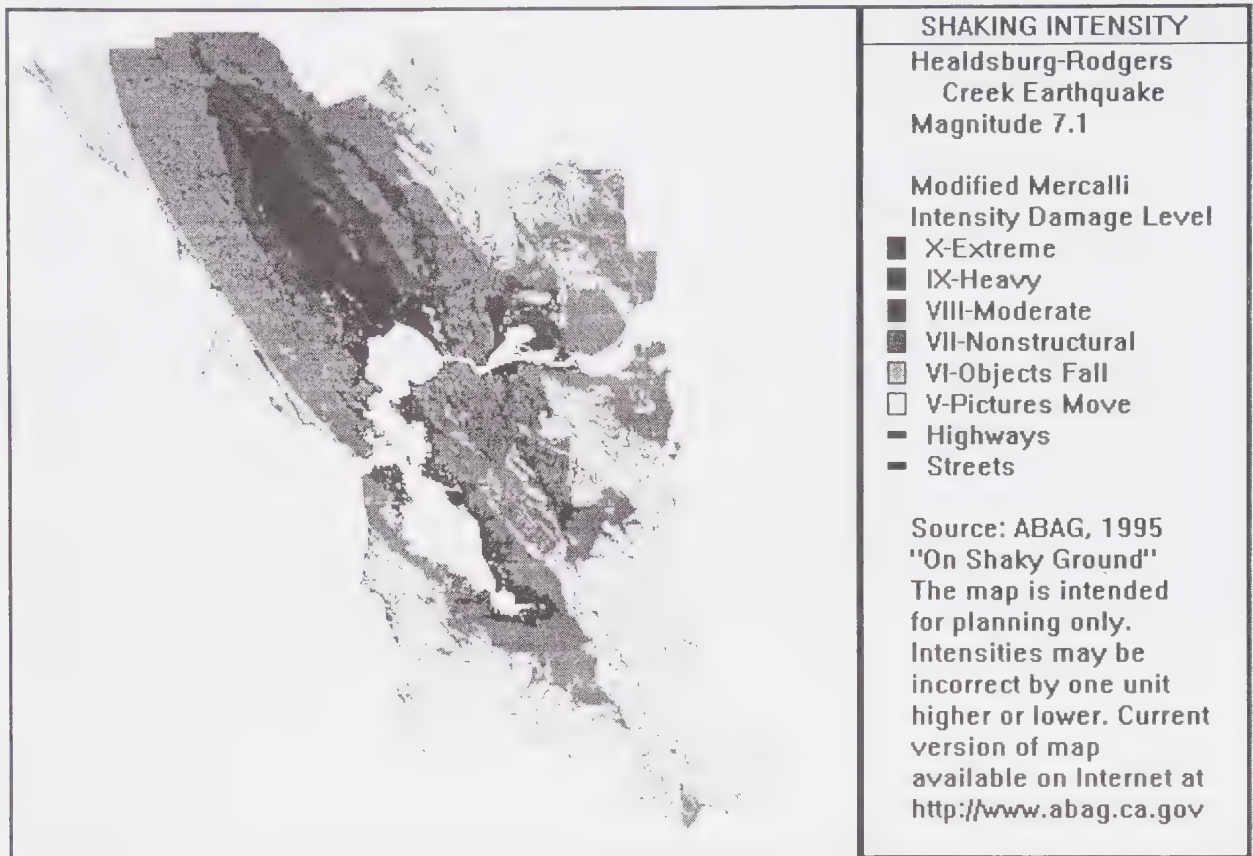 SHAKING INTENSITY
Healdsburg-Rodgers
Creek Earthquake
Magnitude 7.1
Modified Mercalli
Intensity Damage Level
X-Extreme
IX-Heavy
VIII-Moderate
VII-Nonstructural
VI-Objects Fall
V-Pictures Move
Highways
Streets
Source: ABAG, 1995
"On Shaky Ground"
The map is intended
for planning only.
Intensities may be
incorrect by one unit
higher or lower. Current
version of map
available on Internet at
http://www.abag.ca.gov